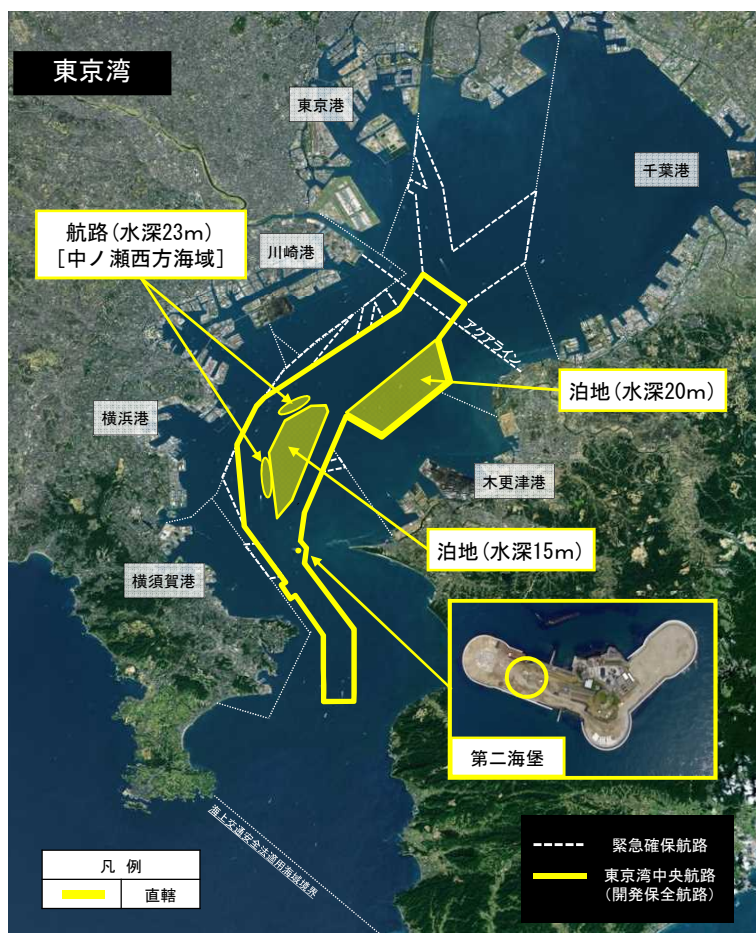 東京湾
東京港
千葉港
航路(水深23m)
[中ノ瀬西方海域]
川崎港
アクアライン
泊地(水深20m)
横浜港
木更津港
泊地(水深15m)
横須賀港
第二海堡
海上交通安全法適用海域境界
凡 例
直轄
緊急確保航路
東京湾中央航路
(開発保全航路)